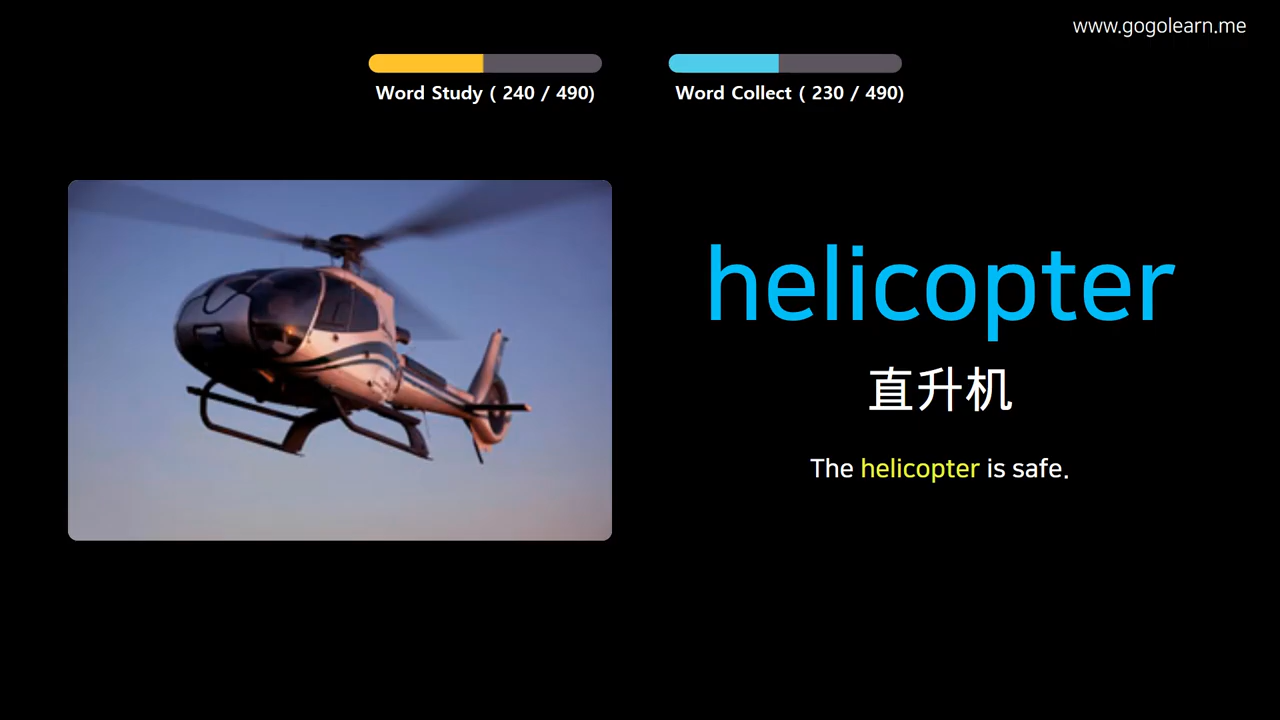 www.gogolearn.me
Word Study ( 240 / 490)
Word Collect ( 230 / 490)
helicopter
直升机
The helicopter is safe.